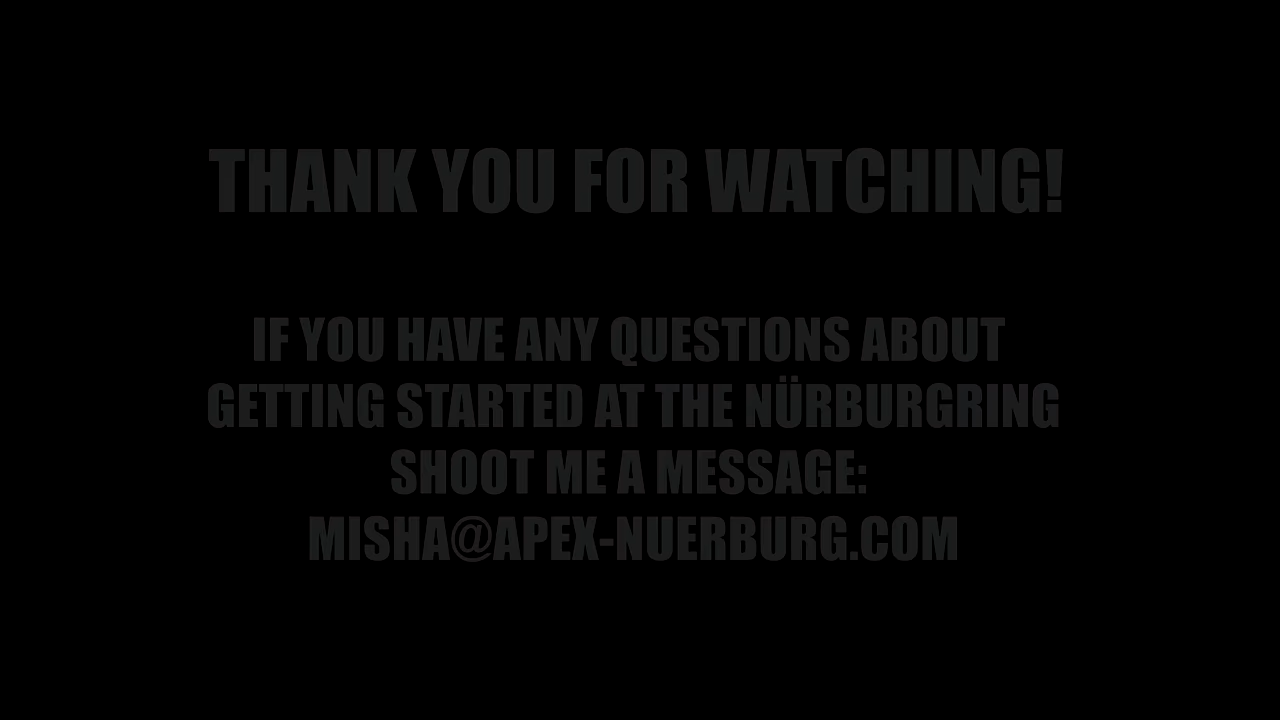 THANK YOU FOR WATCHING!
IF YOU HAVE ANY QUESTIONS ABOUT
GETTING STARTED AT THE NÜRBURGRING
SHOOT ME A MESSAGE:
MISHA@APEX-NUERBURG.COM